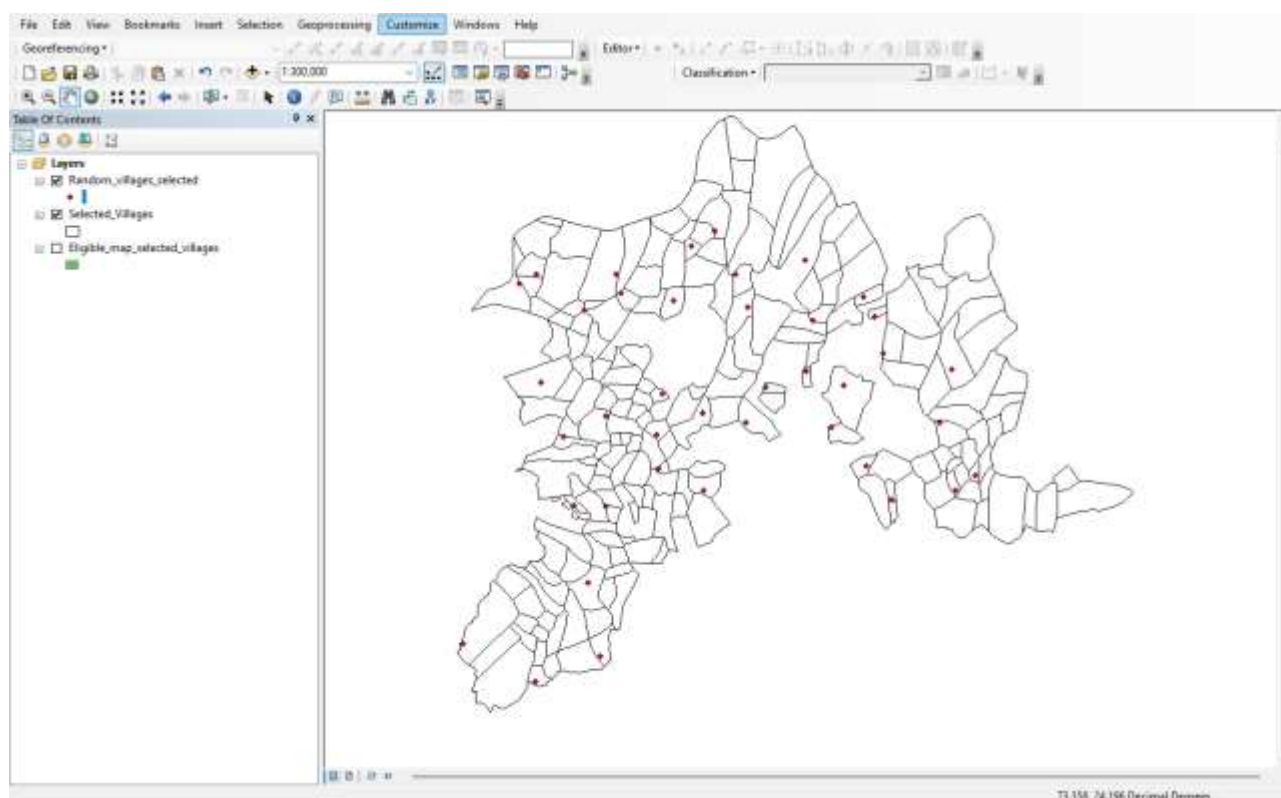 File Edit View Bookmarks Insert Selection Geoprocessing Customize Windows Help
Georeferencing Editor
1:300,000 Classification
Table Of Contents
Layers
Random_villages_selected
Selected_Villages
Eligible_map_selected_villages
Decimal Degrees